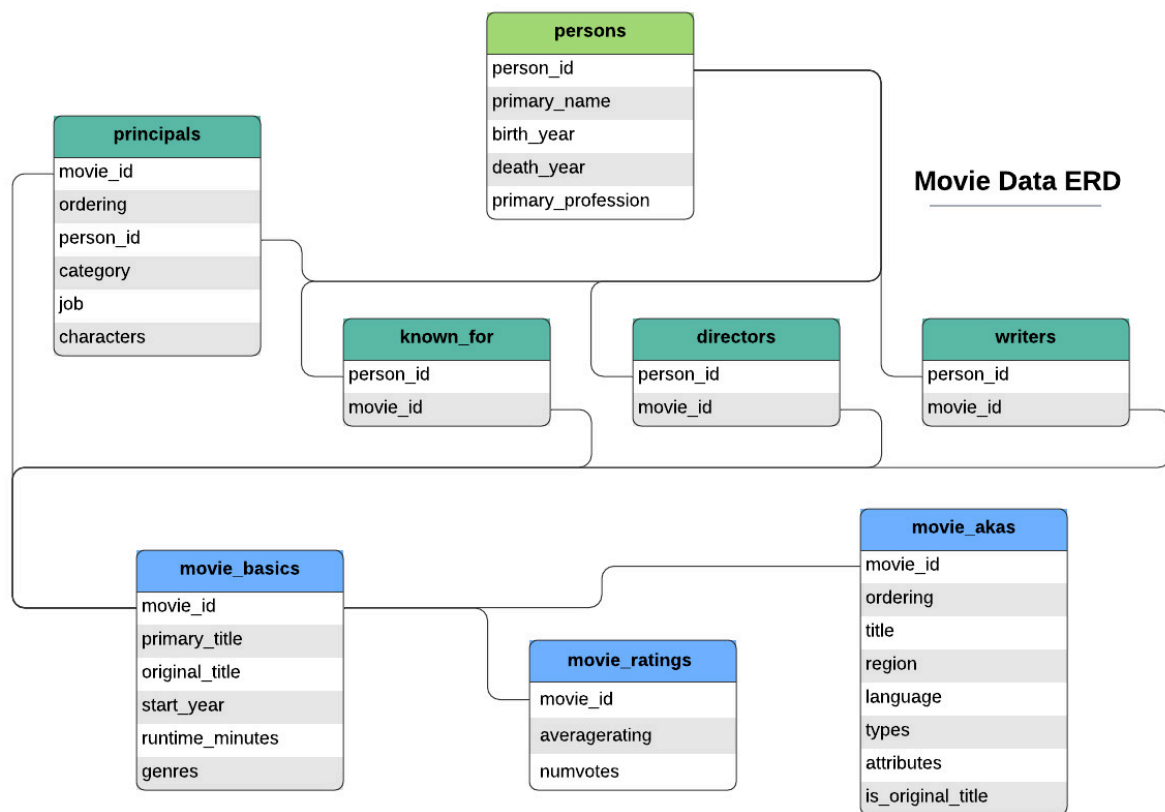 persons
person_id
primary_name
birth_year
death_year
primary_profession
principals
movie_id
ordering
person_id
category
job
characters
Movie Data ERD
known_for
person_id
movie_id
directors
person_id
movie_id
writers
person_id
movie_id
movie_basics
movie_id
primary_title
original_title
start_year
runtime_minutes
genres
movie_ratings
movie_id
averagerating
numvotes
movie_akas
movie_id
ordering
title
region
language
types
attributes
is_original_title